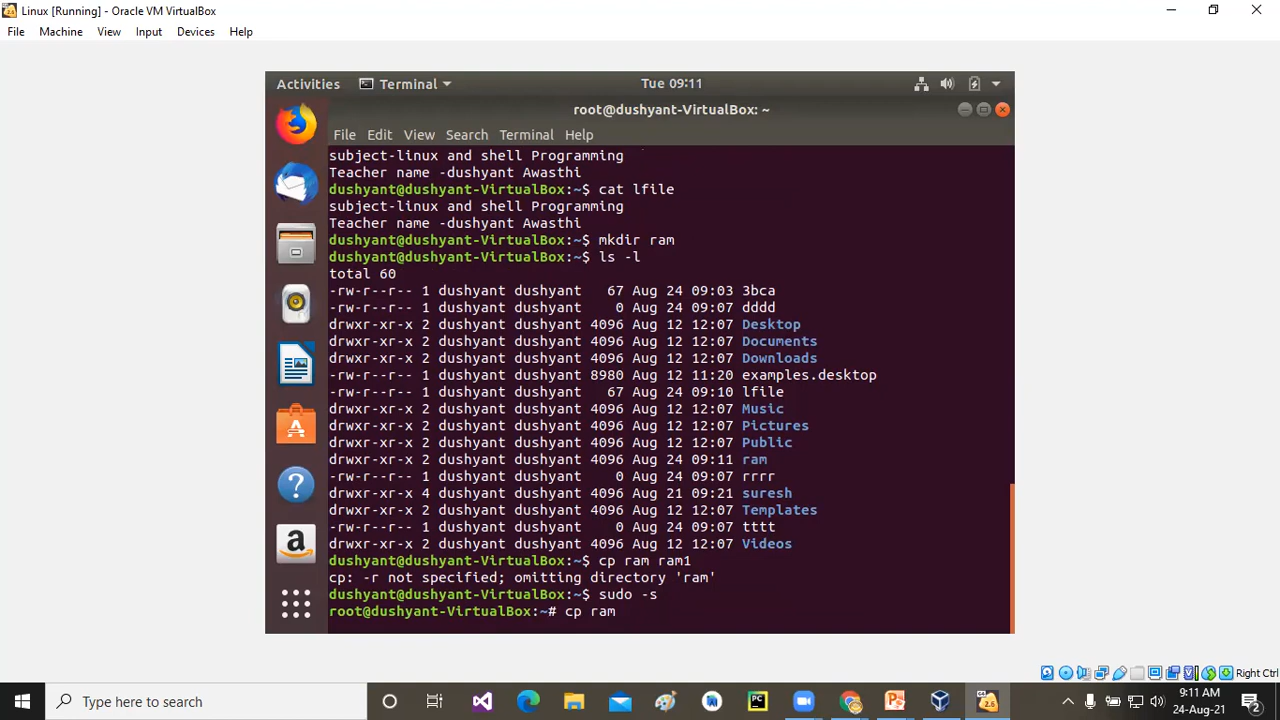 Linux [Running] - Oracle VM VirtualBox
File Machine View Input Devices Help
Activities Terminal Tue 09:11
root@dushyant-VirtualBox: ~
File Edit View Search Terminal Help
subject-linux and shell Programming
Teacher name -dushyant Awasthi
dushyant@dushyant-VirtualBox:~$ cat lfile
subject-linux and shell Programming
Teacher name -dushyant Awasthi
dushyant@dushyant-VirtualBox:~$ mkdir ram
dushyant@dushyant-VirtualBox:~$ ls -l
total 60
-rw-r--r-- 1 dushyant dushyant   67 Aug 24 09:03 3bca
-rw-r--r-- 1 dushyant dushyant    0 Aug 24 09:07 dddd
drwxr-xr-x 2 dushyant dushyant 4096 Aug 12 12:07 Desktop
drwxr-xr-x 2 dushyant dushyant 4096 Aug 12 12:07 Documents
drwxr-xr-x 2 dushyant dushyant 4096 Aug 12 12:07 Downloads
-rw-r--r-- 1 dushyant dushyant 8980 Aug 12 11:20 examples.desktop
-rw-r--r-- 1 dushyant dushyant   67 Aug 24 09:10 lfile
drwxr-xr-x 2 dushyant dushyant 4096 Aug 12 12:07 Music
drwxr-xr-x 2 dushyant dushyant 4096 Aug 12 12:07 Pictures
drwxr-xr-x 2 dushyant dushyant 4096 Aug 12 12:07 Public
drwxr-xr-x 2 dushyant dushyant 4096 Aug 24 09:11 ram
-rw-r--r-- 1 dushyant dushyant    0 Aug 24 09:07 rrrr
drwxr-xr-x 4 dushyant dushyant 4096 Aug 21 09:21 suresh
drwxr-xr-x 2 dushyant dushyant 4096 Aug 12 12:07 Templates
-rw-r--r-- 1 dushyant dushyant    0 Aug 24 09:07 tttt
drwxr-xr-x 2 dushyant dushyant 4096 Aug 12 12:07 Videos
dushyant@dushyant-VirtualBox:~$ cp ram ram1
cp: -r not specified; omitting directory 'ram'
dushyant@dushyant-VirtualBox:~$ sudo -s
root@dushyant-VirtualBox:~# cp ram
Right Ctrl
Type here to search
9:11 AM
24-Aug-21
2